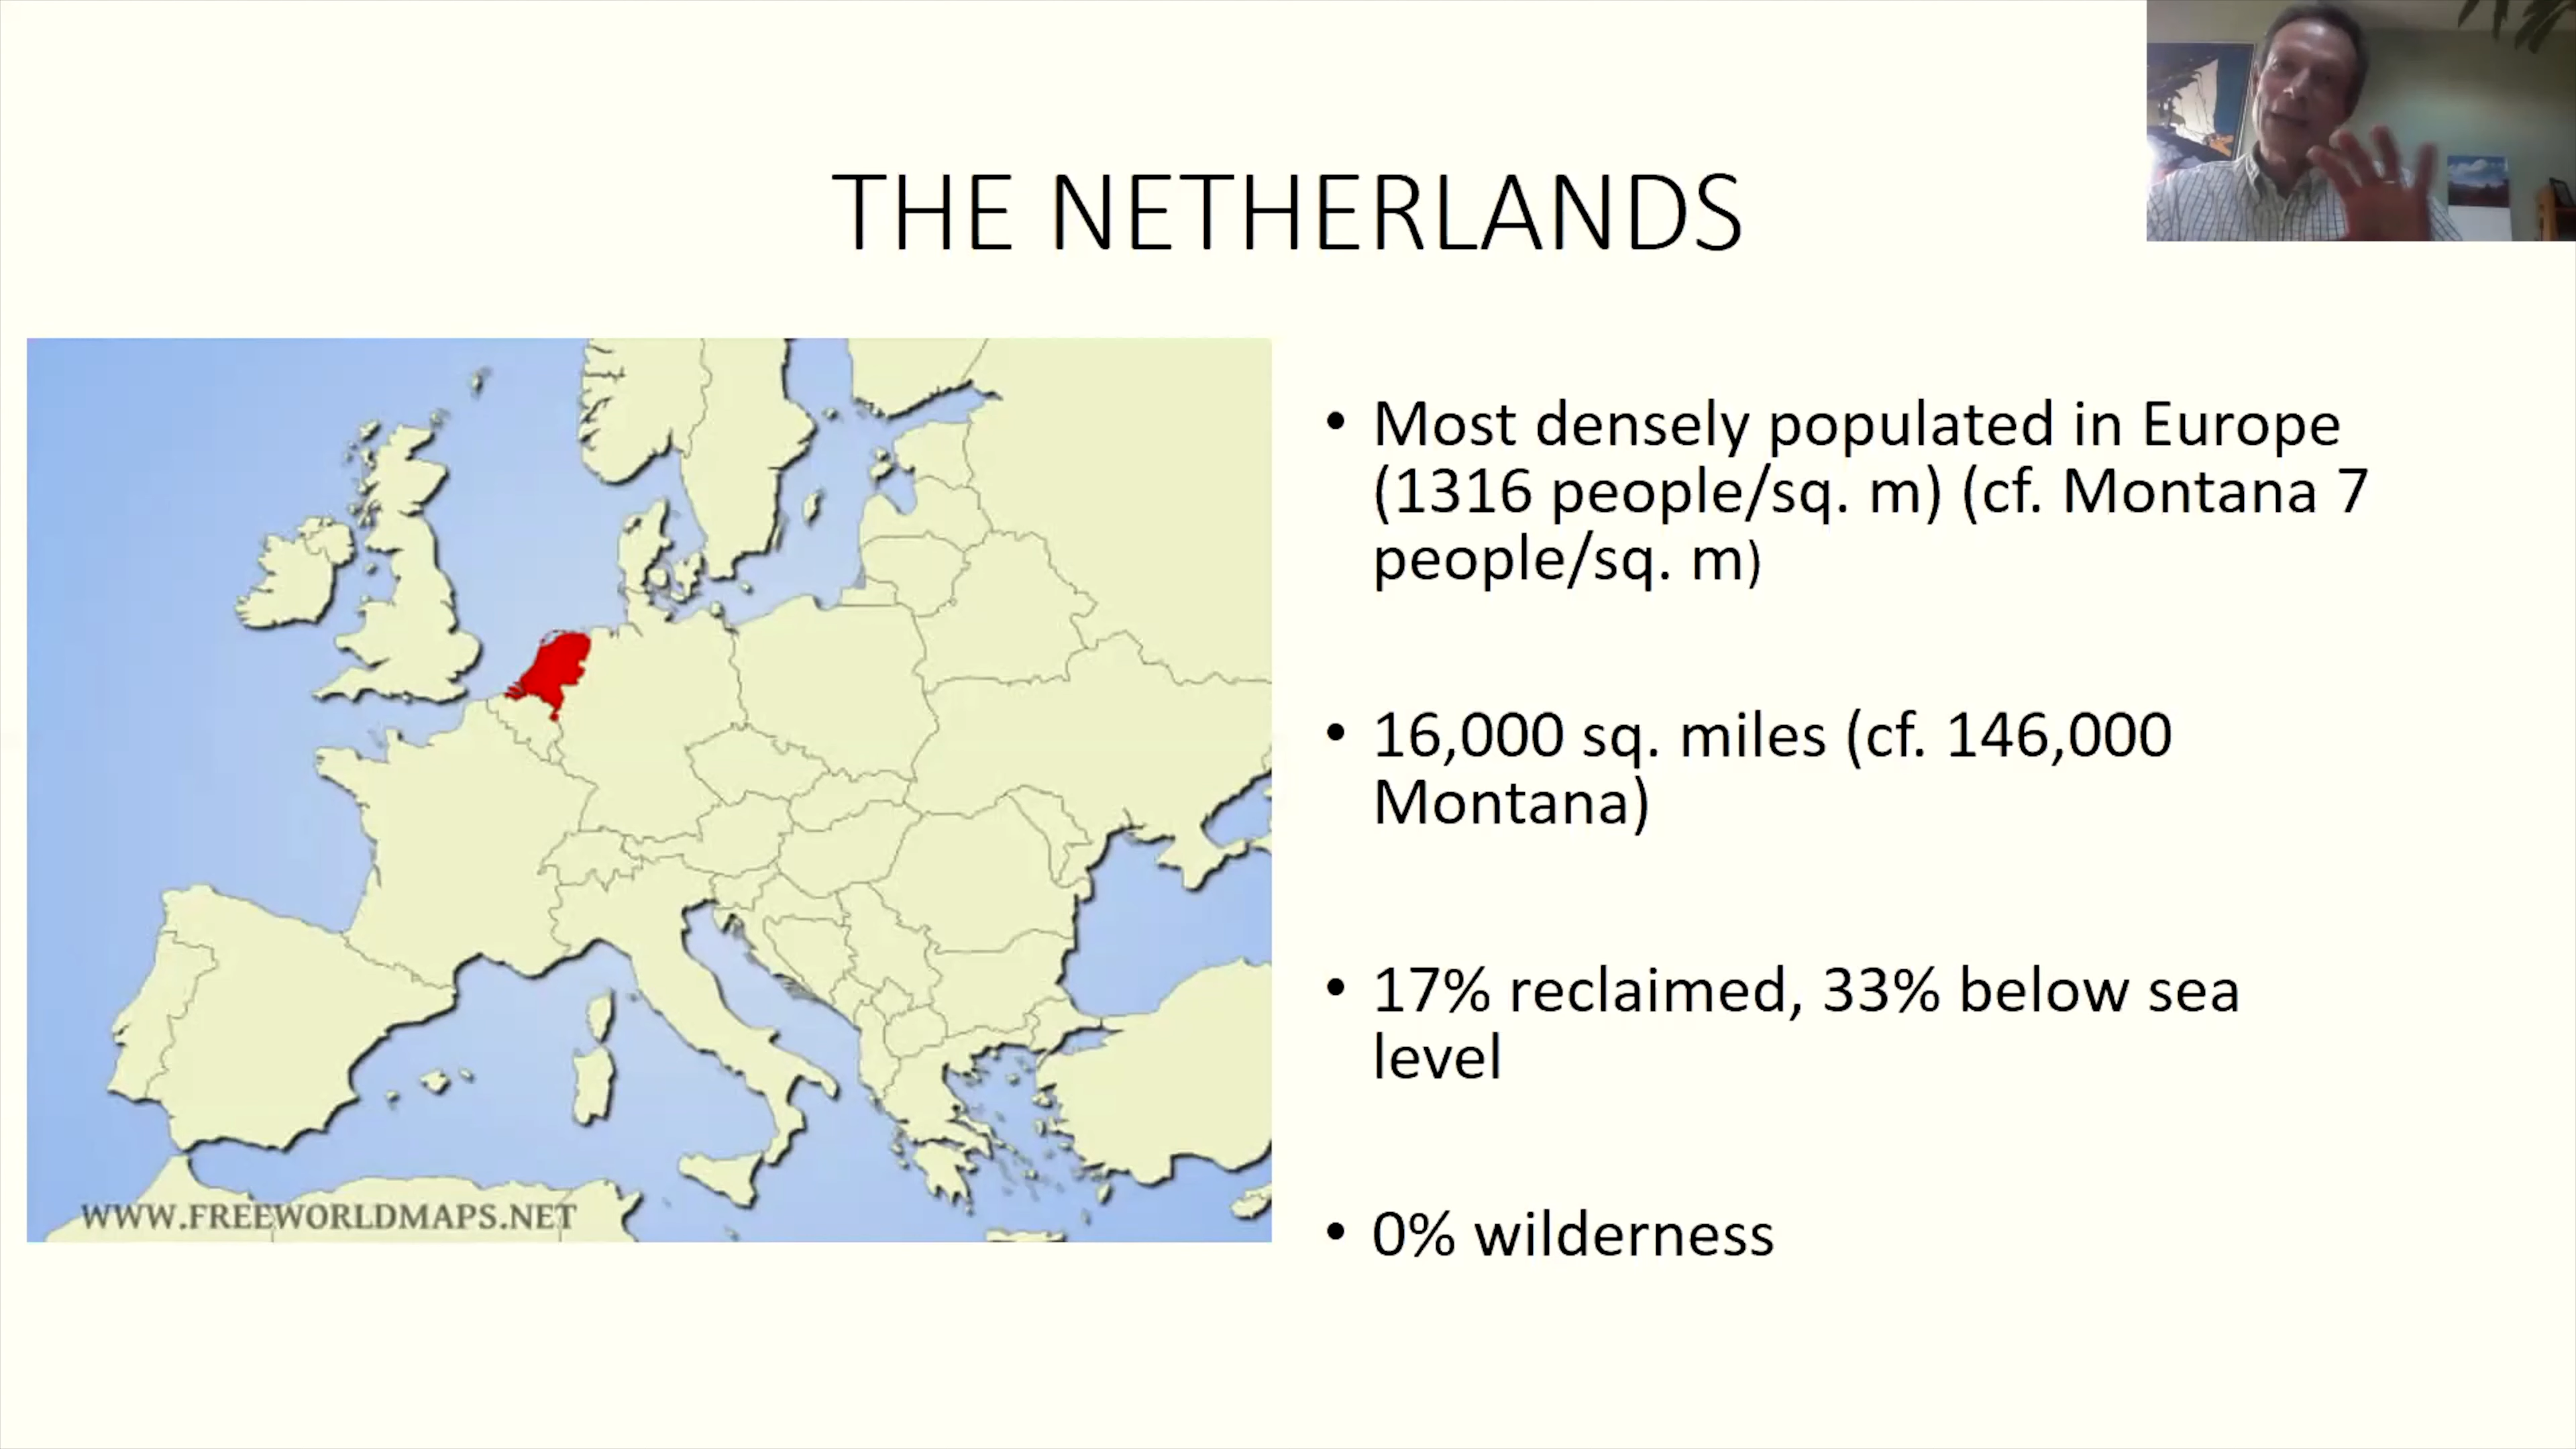 THE NETHERLANDS
• Most densely populated in Europe
(1316 people/sq. m) (cf. Montana 7
people/sq. m)
• 16,000 sq. miles (cf. 146,000
Montana)
• 17% reclaimed, 33% below sea
level
• 0% wilderness
WWW.FREEWORLDMAPS.NET